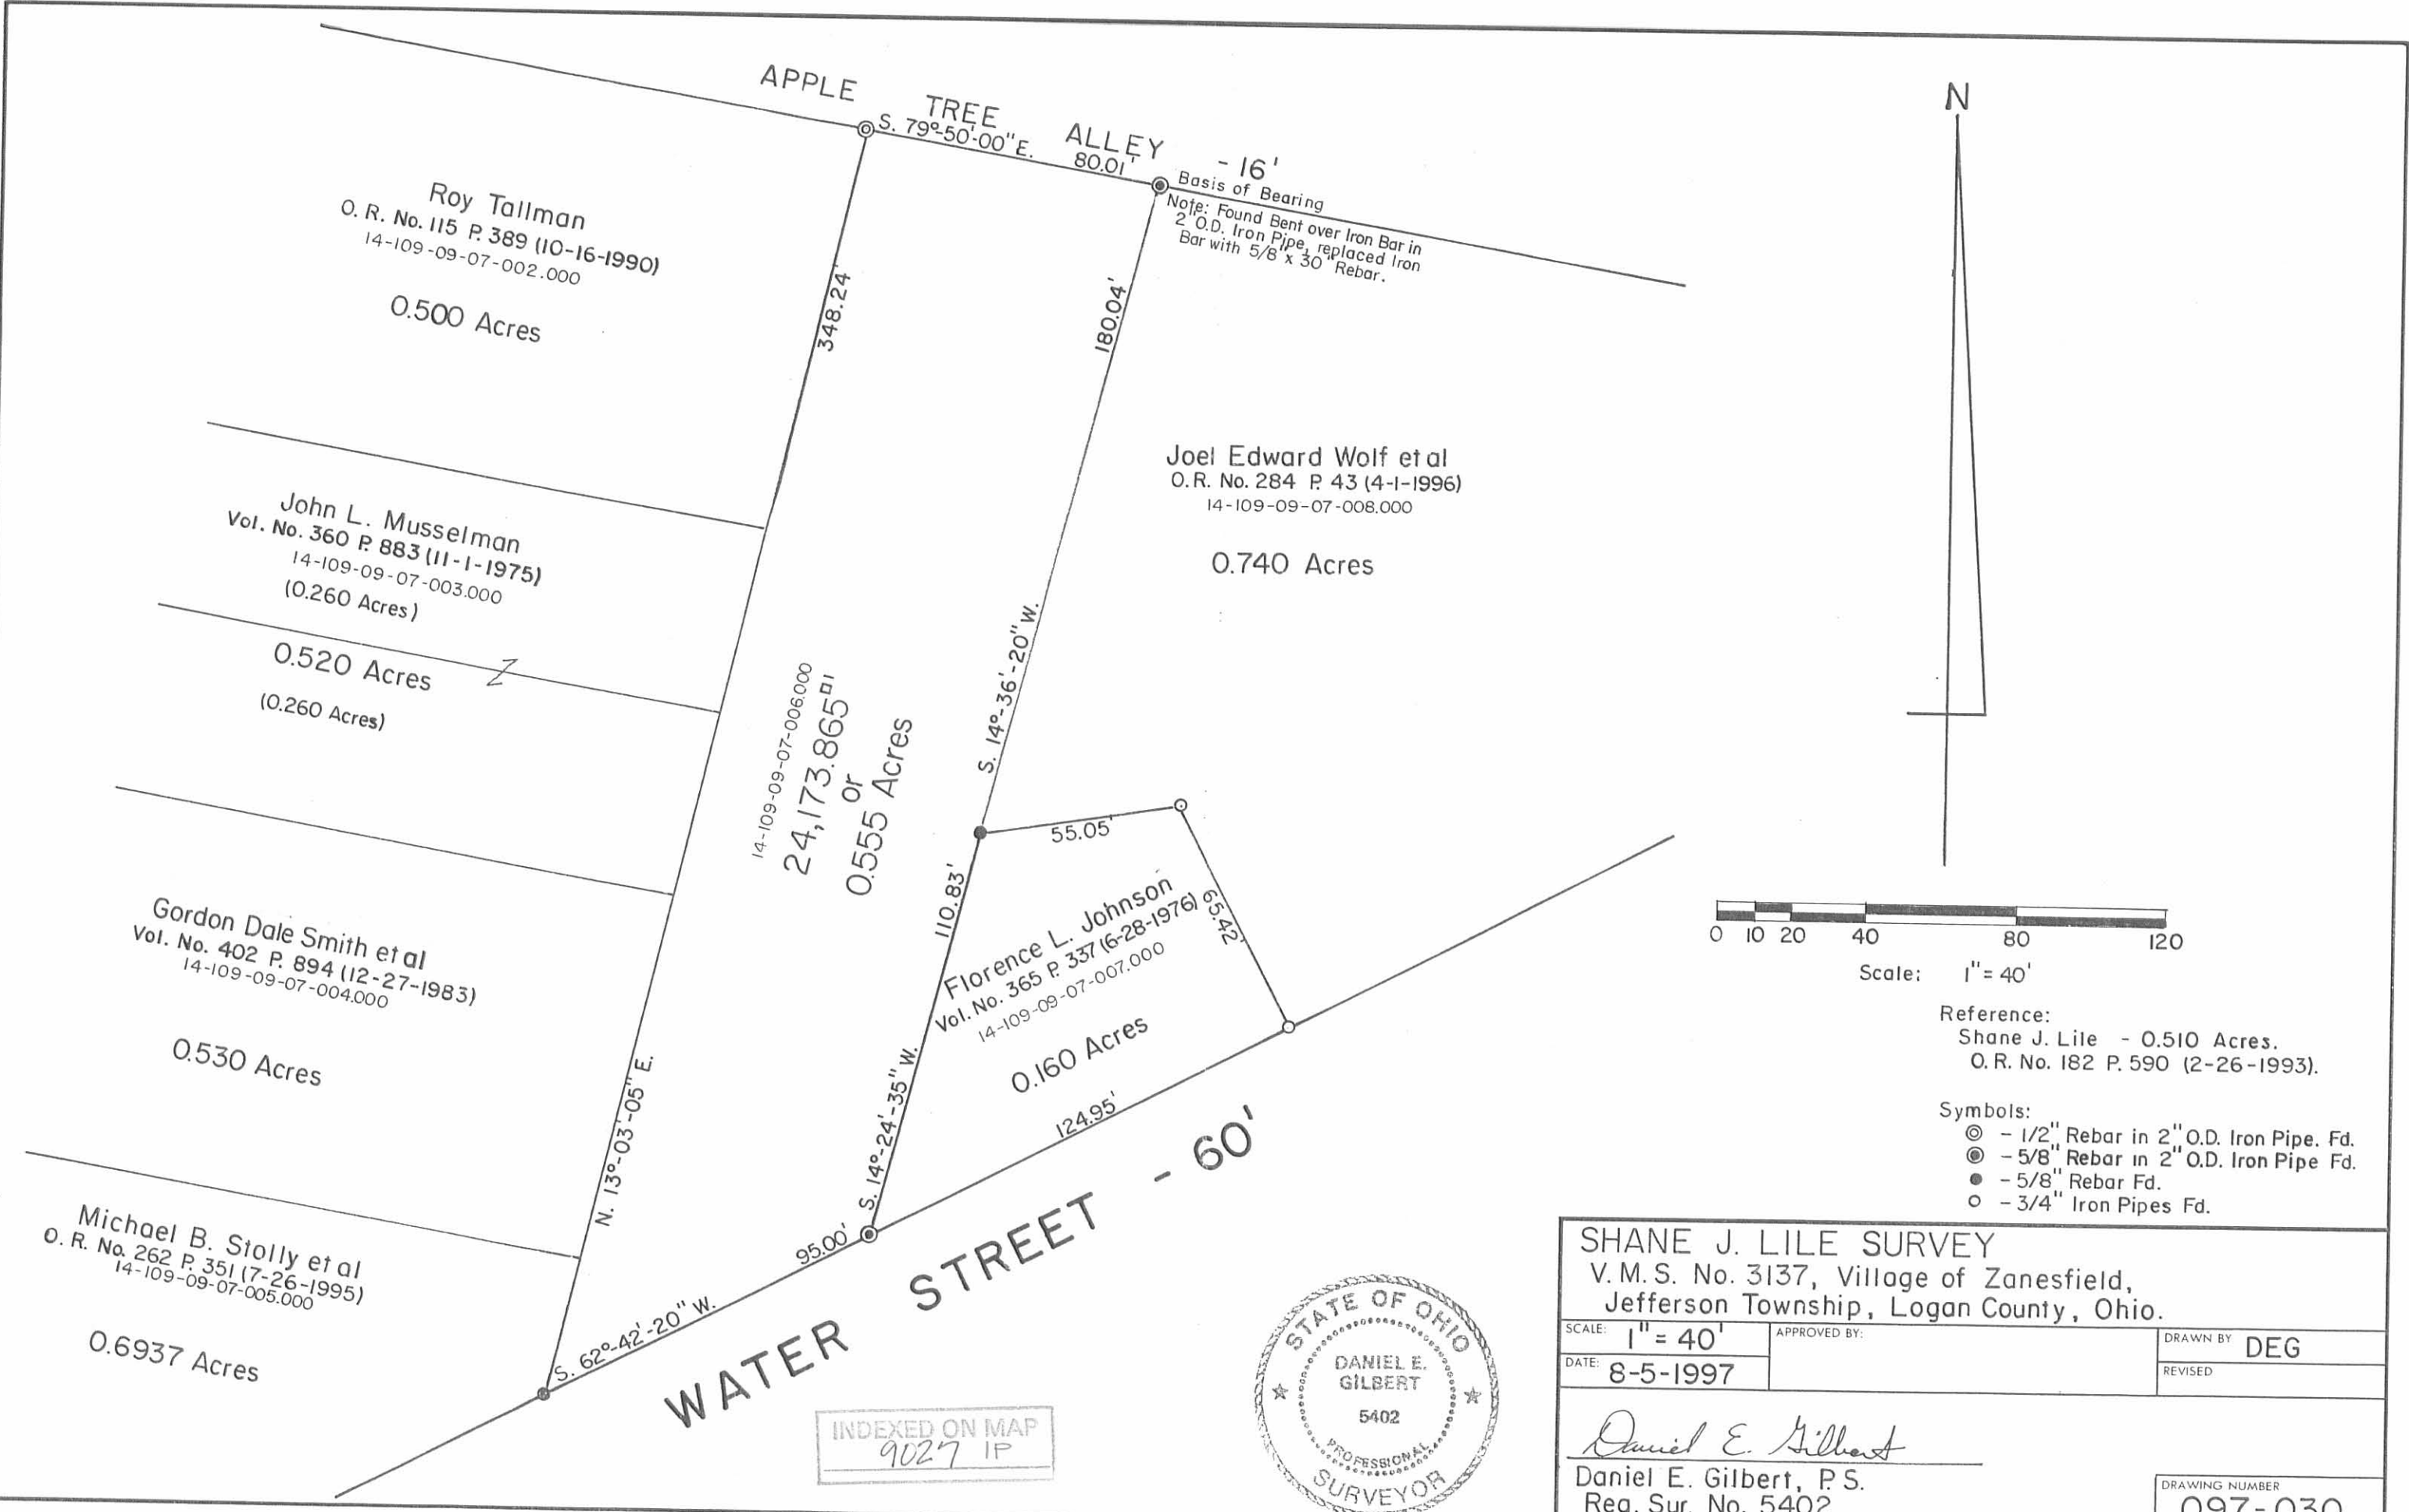 APPLE TREE ALLEY - 16'
S. 79°-50'-00" E. 80.01'
Basis of Bearing
Note: Found Bent over Iron Bar in
2" O.D. Iron Pipe, replaced Iron
Bar with 5/8" x 30" Rebar.
N
Roy Tallman
O. R. No. 115 P. 389 (10-16-1990)
14-109-09-07-002.000
0.500 Acres
348.24'
180.04'
Joel Edward Wolf et al
O.R. No. 284 P. 43 (4-1-1996)
14-109-09-07-008.000
0.740 Acres
John L. Musselman
Vol. No. 360 P. 883 (11-1-1975)
14-109-09-07-003.000
(0.260 Acres)
0.520 Acres
(0.260 Acres)
14-109-09-07-006.000
24,173.865 □'
or
0.555 Acres
S. 14°-36'-20" W.
55.05'
110.83'
65.42'
Florence L. Johnson
Vol. No. 365 P. 337 (6-28-1976)
14-109-09-07-007.000
0.160 Acres
Gordon Dale Smith et al
Vol. No. 402 P. 894 (12-27-1983)
14-109-09-07-004.000
0.530 Acres
N. 13°-03'-05" E.
S. 14°-24'-35" W.
124.95'
95.00'
S. 62°-42'-20" W.
WATER STREET - 60'
Michael B. Stolly et al
O. R. No. 262 P. 351 (7-26-1995)
14-109-09-07-005.000
0.6937 Acres
0 10 20 40 80 120
Scale: 1" = 40'
Reference:
Shane J. Lile - 0.510 Acres.
O. R. No. 182 P. 590 (2-26-1993).
Symbols:
- 1/2" Rebar in 2" O.D. Iron Pipe. Fd.
- 5/8" Rebar in 2" O.D. Iron Pipe Fd.
- 5/8" Rebar Fd.
- 3/4" Iron Pipes Fd.
INDEXED ON MAP
9027 IP
STATE OF OHIO
DANIEL E.
GILBERT
5402
PROFESSIONAL
SURVEYOR
SHANE J. LILE SURVEY
V. M. S. No. 3137, Village of Zanesfield,
Jefferson Township, Logan County, Ohio.
SCALE: 1" = 40'
APPROVED BY:
DRAWN BY DEG
DATE: 8-5-1997
REVISED
Daniel E. Gilbert
Daniel E. Gilbert, P. S.
Reg. Sur. No. 5402
DRAWING NUMBER
097-030